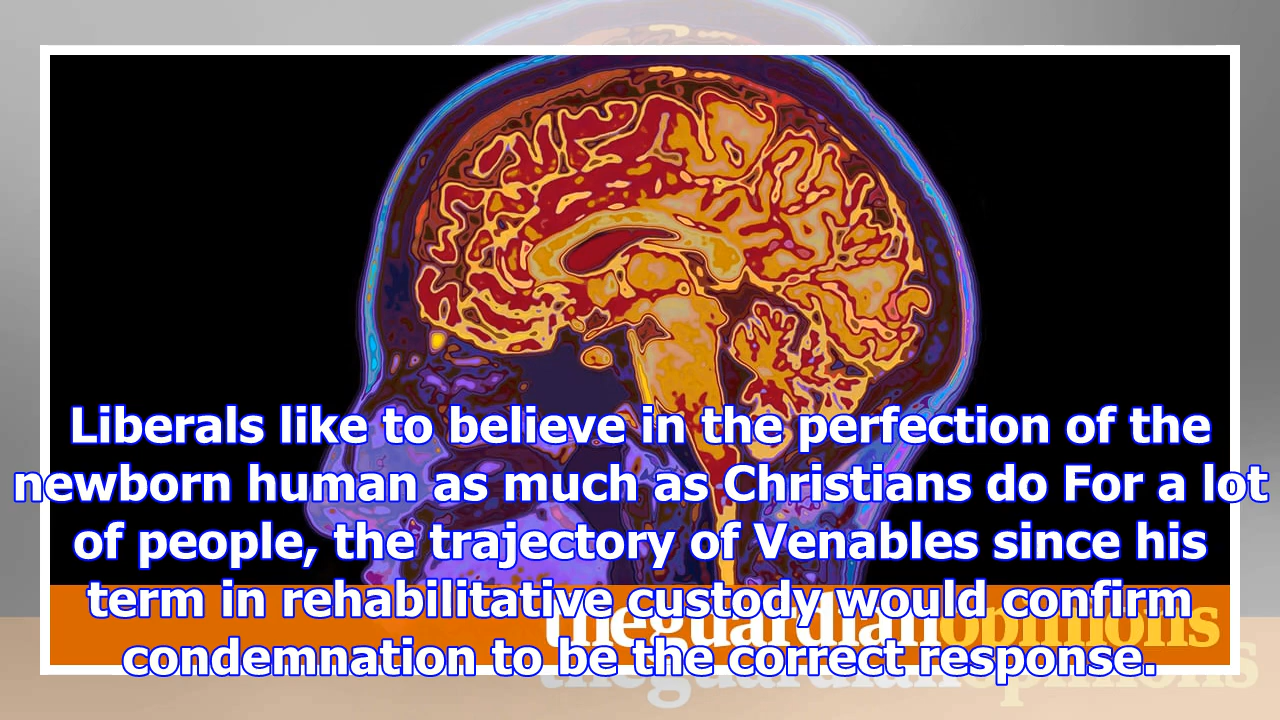 Liberals like to believe in the perfection of the
newborn human as much as Christians do For a lot
of people, the trajectory of Venables since his
term in rehabilitative custody would confirm
theguardianopinions
condemnation to be the correct response.
theguardianopinions